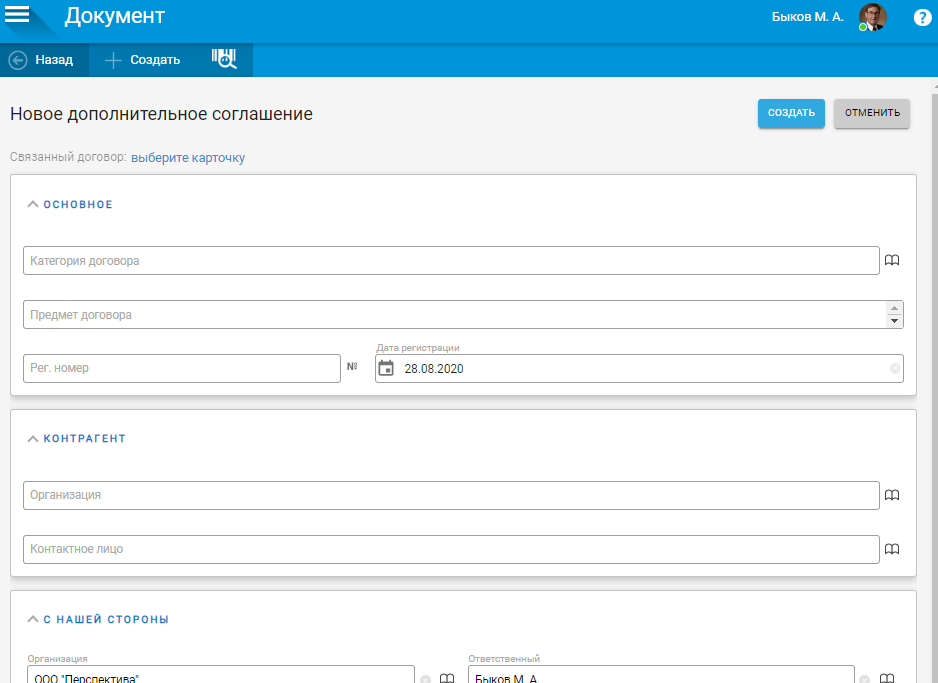 Документ
Быков М. А.
?
Назад
Создать
Новое дополнительное соглашение
СОЗДАТЬ
ОТМЕНИТЬ
Связанный договор: выберите карточку
ОСНОВНОЕ
Категория договора
Предмет договора
Дата регистрации
Рег. номер
№
28.08.2020
КОНТРАГЕНТ
Организация
Контактное лицо
С НАШЕЙ СТОРОНЫ
Организация
Ответственный
ООО "Перспектива"
Быков М. А.